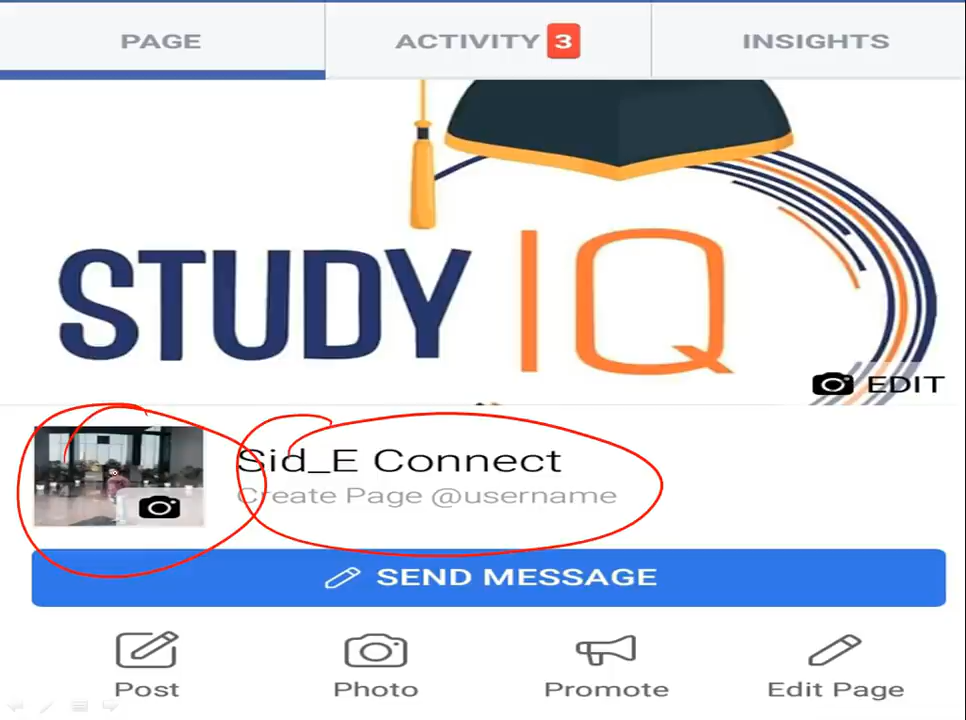 PAGE
ACTIVITY 3
INSIGHTS
STUDY IQ
EDIT
Sid_E Connect
Create Page @username
SEND MESSAGE
Post
Photo
Promote
Edit Page